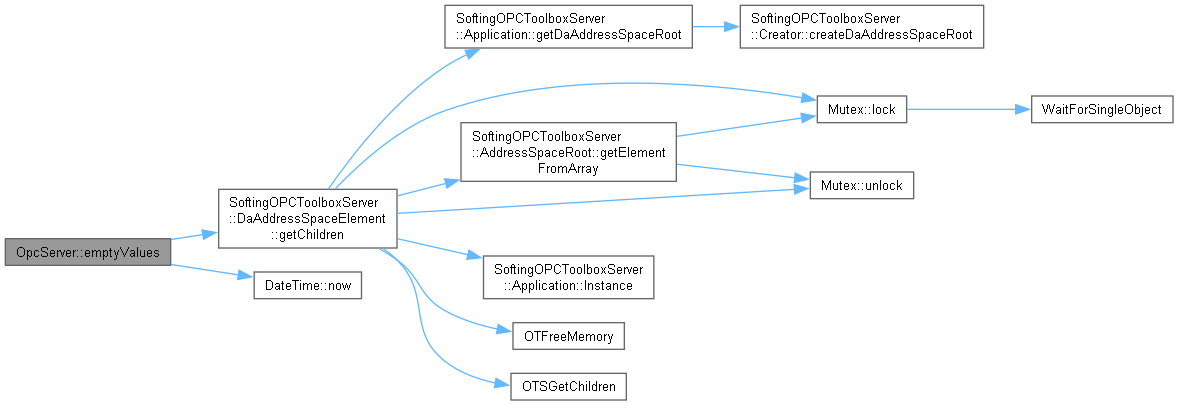 OpcServer::emptyValues
SoftingOPCToolboxServer
::DaAddressSpaceElement
::getChildren
DateTime::now
SoftingOPCToolboxServer
::Application::getDaAddressSpaceRoot
SoftingOPCToolboxServer
::Creator::createDaAddressSpaceRoot
SoftingOPCToolboxServer
::AddressSpaceRoot::getElement
FromArray
Mutex::lock
WaitForSingleObject
Mutex::unlock
SoftingOPCToolboxServer
::Application::Instance
OTFreeMemory
OTSGetChildren